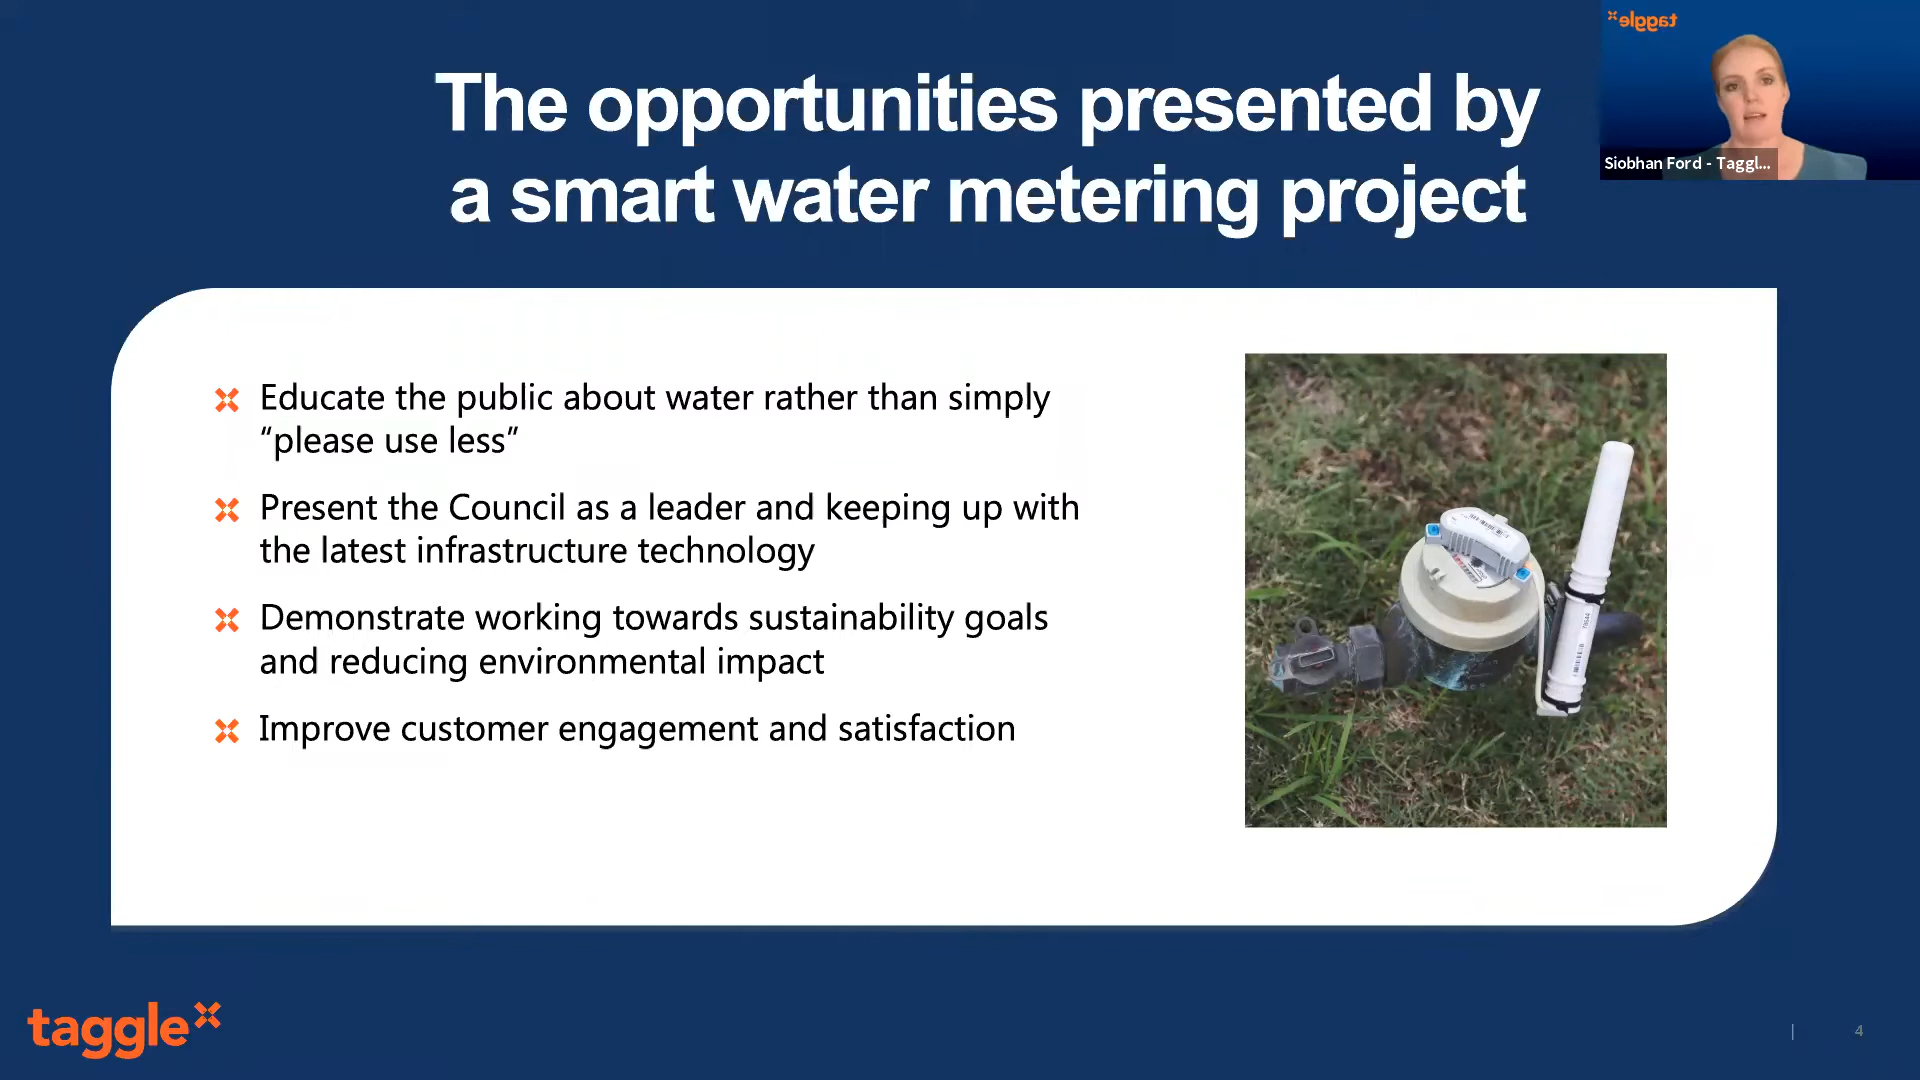 The opportunities presented by
a smart water metering project
taggle
Siobhan Ford - Taggl...
Educate the public about water rather than simply
“please use less”
Present the Council as a leader and keeping up with
the latest infrastructure technology
Demonstrate working towards sustainability goals
and reducing environmental impact
Improve customer engagement and satisfaction
taggle
| 4